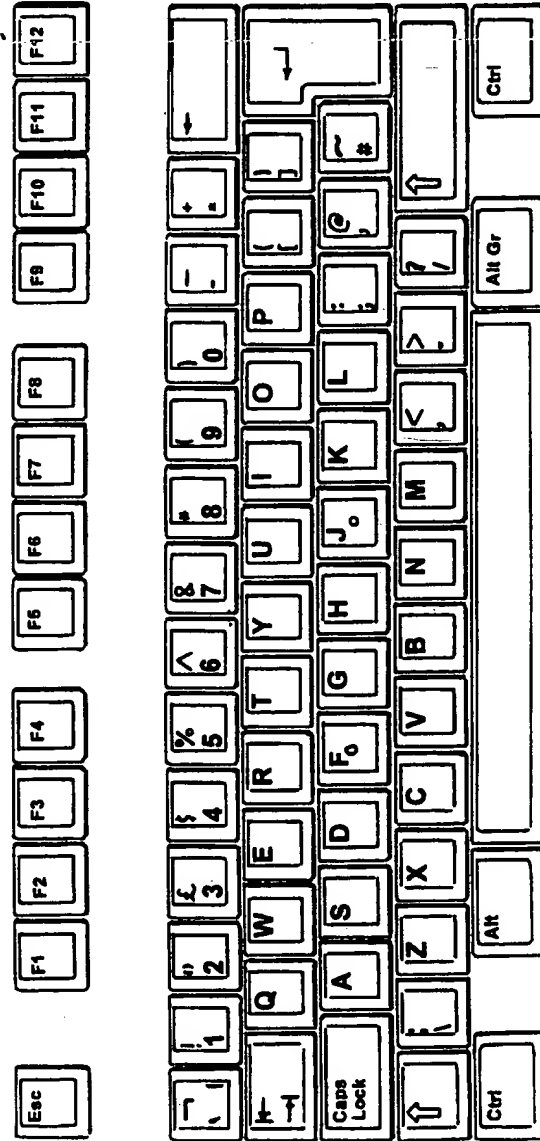 Esc F1 F2 F3 F4 F5 F6 F7 F8 F9 F10 F11 F12
¬ ! " £ % ^ & * ( ) — +
\ 1 2 3 4 5 6 7 8 9 0 - = ←
Q W E R T Y U I O P
[ ]
Caps Lock A S D F G H J K L : @ ~
; #
⇧ \ Z X C V B N M < > ? ⇧
, . /
Ctrl Alt Alt Gr Ctrl